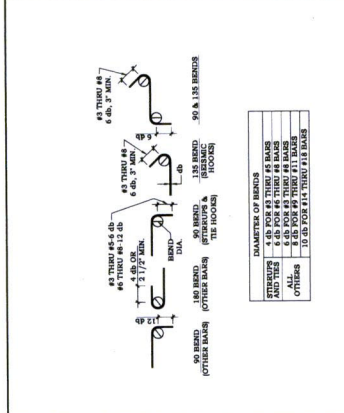 #3 THRU #5-6 db
#6 THRU #8-12 db
4 db OR
2 1/2" MIN.
12 db
BEND
DIA.
#3 THRU #8
6 db, 3" MIN.
db
#3 THRU #8
6 db, 3" MIN.
6 db
90 BEND
(OTHER BARS)
180 BEND
(OTHER BARS)
90 BEND
(STIRRUPS &
TIE HOOKS)
135 BEND
(SEISMIC
HOOKS)
90 & 135 BENDS
DIAMETER OF BENDS
STIRRUPS
AND TIES
4 db FOR #3 THRU #5 BARS
6 db FOR #6 THRU #8 BARS
ALL
OTHERS
6 db FOR #3 THRU #8 BARS
8 db FOR #9 THRU #11 BARS
10 db FOR #14 THRU #18 BARS